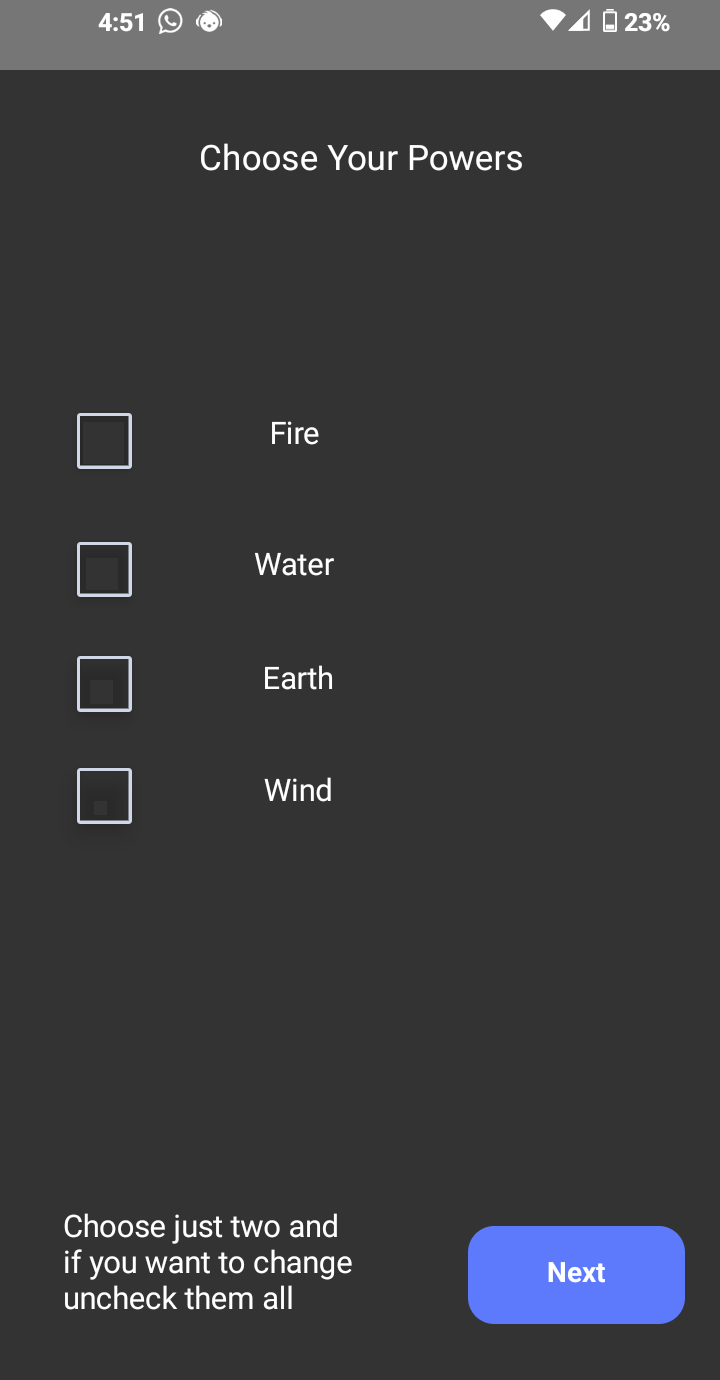 4:51 23%
Choose Your Powers
Fire
Water
Earth
Wind
Choose just two and
if you want to change
uncheck them all
Next